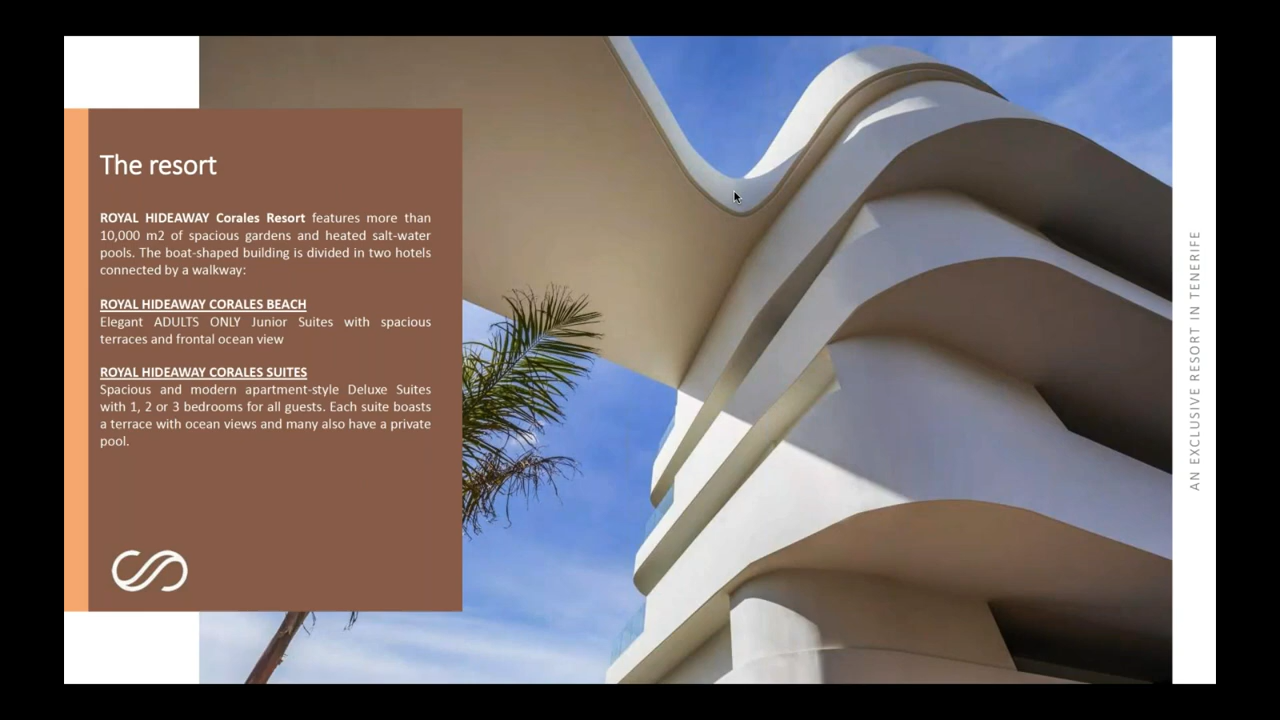 The resort
ROYAL HIDEAWAY Corales Resort features more than
10,000 m2 of spacious gardens and heated salt-water
pools. The boat-shaped building is divided in two hotels
connected by a walkway:
ROYAL HIDEAWAY CORALES BEACH
Elegant ADULTS ONLY Junior Suites with spacious
terraces and frontal ocean view
ROYAL HIDEAWAY CORALES SUITES
Spacious and modern apartment-style Deluxe Suites
with 1, 2 or 3 bedrooms for all guests. Each suite boasts
a terrace with ocean views and many also have a private
pool.
AN EXCLUSIVE RESORT IN TENERIFE